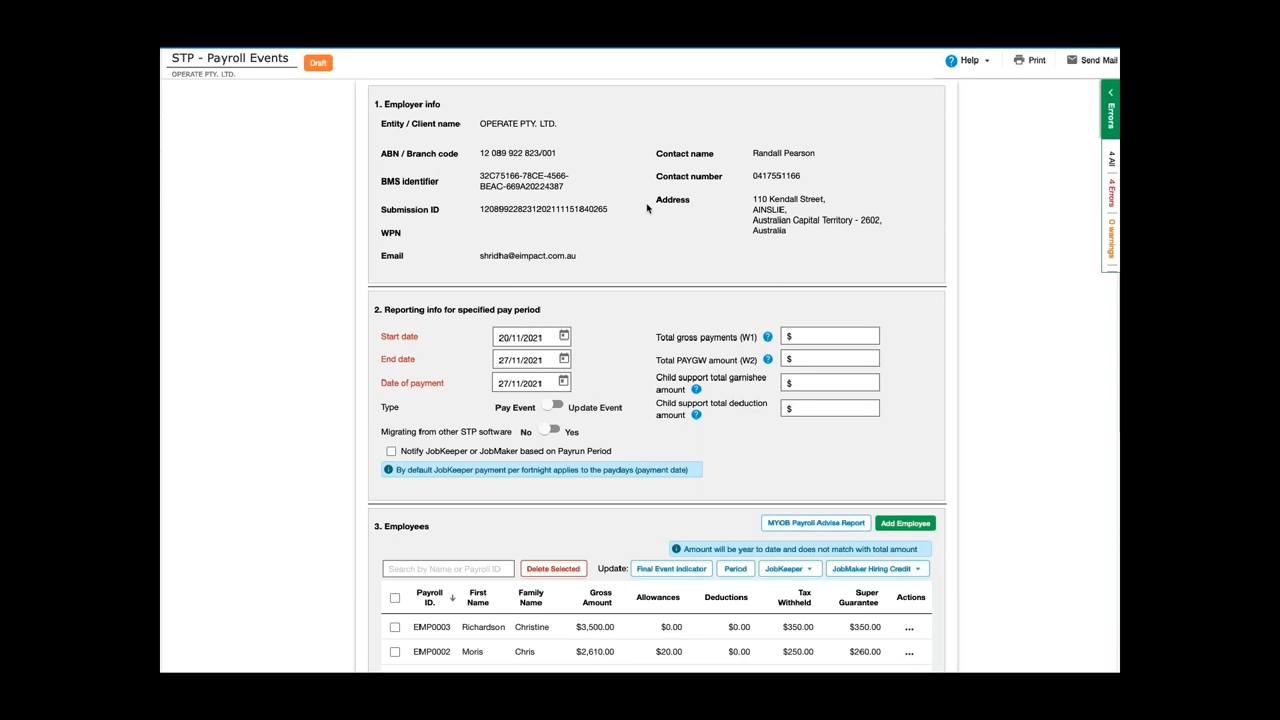 STP - Payroll Events
Draft
Help
Print
Send Mail
OPERATE PTY. LTD.
Errors
4 All
4 Errors
0 warnings
1. Employer info
Entity / Client name OPERATE PTY. LTD.
ABN / Branch code 12 089 922 823/001
Contact name Randall Pearson
BMS identifier 32C75166-78CE-4566-
BEAC-669A20224387
Contact number 0417551166
Submission ID 12089922823120211115184026​5
Address 110 Kendall Street,
AINSLIE,
Australian Capital Territory - 2602,
Australia
WPN
Email shridha@eimpact.com.au
2. Reporting info for specified pay period
Start date 20/11/2021
Total gross payments (W1) ? $
End date 27/11/2021
Total PAYGW amount (W2) ? $
Date of payment 27/11/2021
Child support total garnishee
amount ? $
Type Pay Event Update Event
Child support total deduction
amount ? $
Migrating from other STP software No Yes
Notify JobKeeper or JobMaker based on Payrun Period
By default JobKeeper payment per fortnight applies to the paydays (payment date)
3. Employees
MYOB Payroll Advise Report
Add Employee
Amount will be year to date and does not match with total amount
Search by Name or Payroll ID
Delete Selected
Update:
Final Event Indicator
Period
JobKeeper
JobMaker Hiring Credit
Payroll ID. First Name Family Name Gross Amount Allowances Deductions Tax Withheld Super Guarantee Actions
EMP0003 Richardson Christine $3,500.00 $0.00 $0.00 $350.00 $350.00 ...
EMP0002 Moris Chris $2,610.00 $20.00 $0.00 $250.00 $260.00 ...